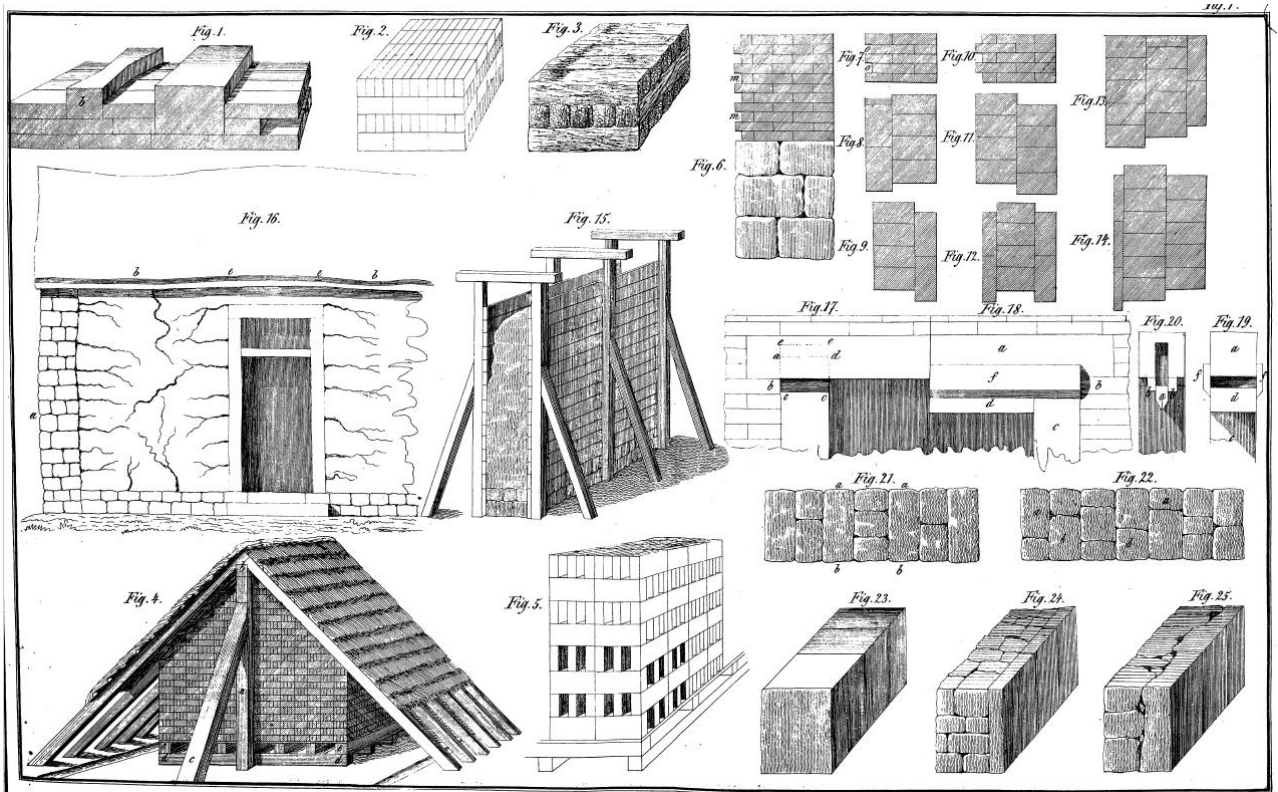 Fig. 1.
Fig. 2.
Fig. 3.
b
Fig. 6.
m
m
Fig. 7.
o
o
Fig. 10.
Fig. 13.
Fig. 8.
Fig. 11.
Fig. 9.
Fig. 12.
Fig. 14.
Fig. 16.
b
e
b
a
Fig. 15.
Fig. 17.
e
e
a
d
b
e
c
Fig. 18.
a
f
b
d
c
Fig. 20.
b
a
b
Fig. 19.
a
f
f
d
Fig. 21.
a
a
b
b
Fig. 22.
a
Fig. 4.
c
Fig. 5.
Fig. 23.
Fig. 24.
Fig. 25.